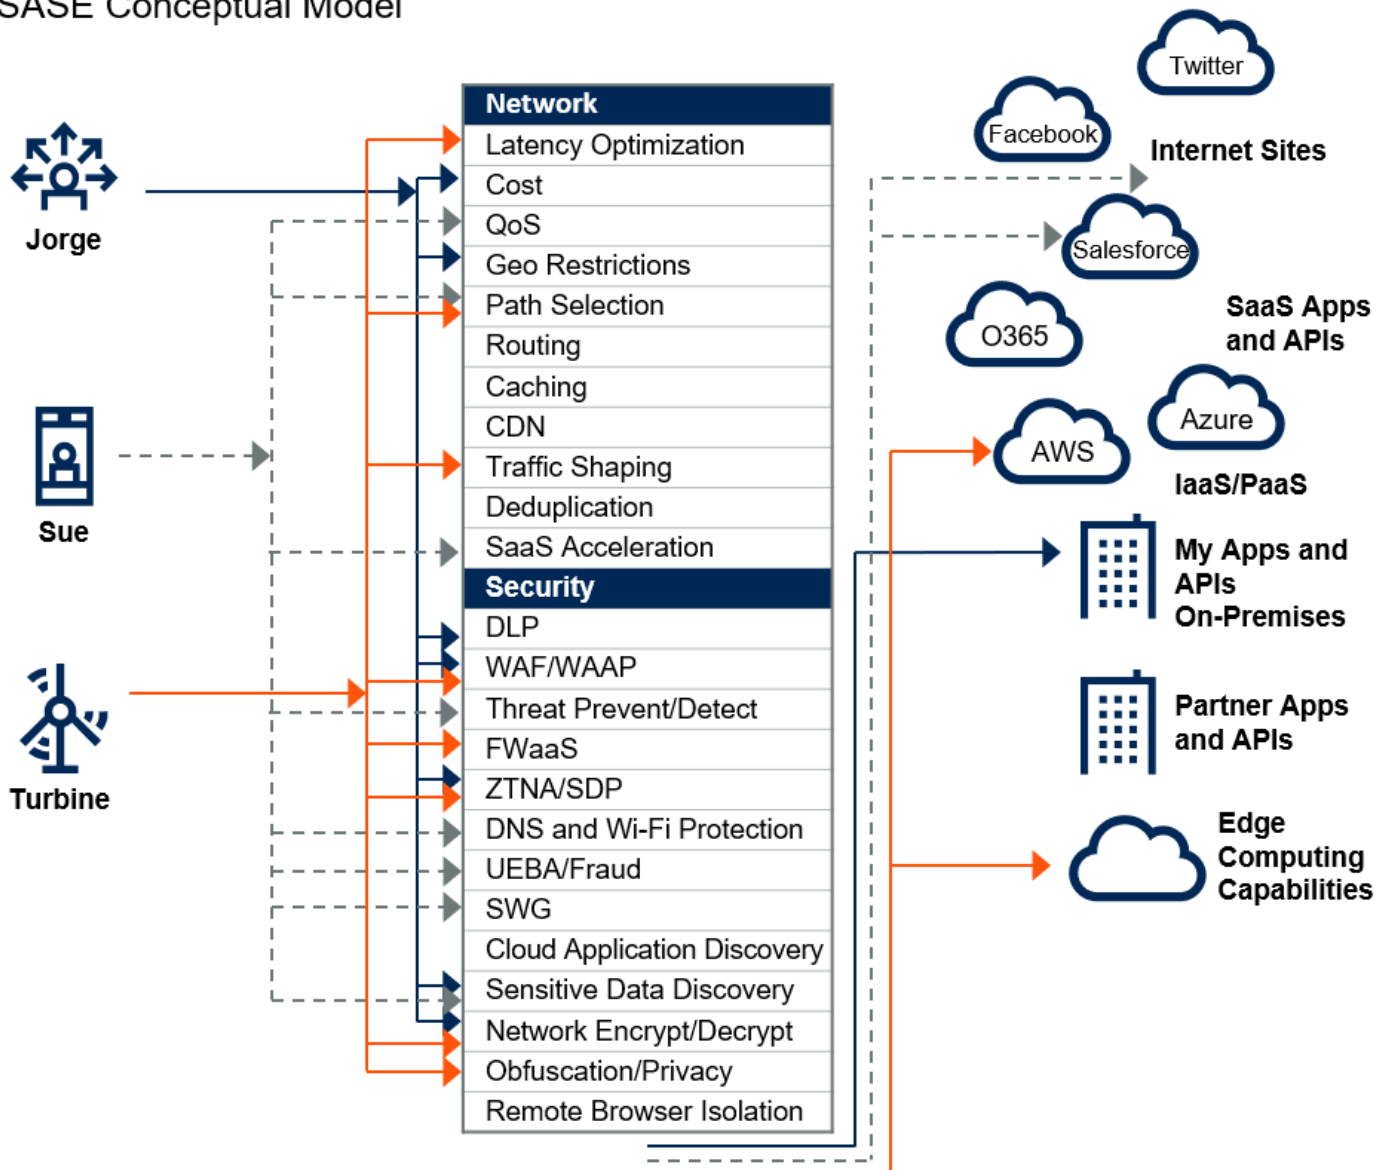 SASE Conceptual Model
Jorge
Sue
Turbine
Network
Latency Optimization
Cost
QoS
Geo Restrictions
Path Selection
Routing
Caching
CDN
Traffic Shaping
Deduplication
SaaS Acceleration
Security
DLP
WAF/WAAP
Threat Prevent/Detect
FWaaS
ZTNA/SDP
DNS and Wi-Fi Protection
UEBA/Fraud
SWG
Cloud Application Discovery
Sensitive Data Discovery
Network Encrypt/Decrypt
Obfuscation/Privacy
Remote Browser Isolation
Twitter
Facebook
Internet Sites
Salesforce
SaaS Apps
and APIs
O365
Azure
AWS
IaaS/PaaS
My Apps and
APIs
On-Premises
Partner Apps
and APIs
Edge
Computing
Capabilities